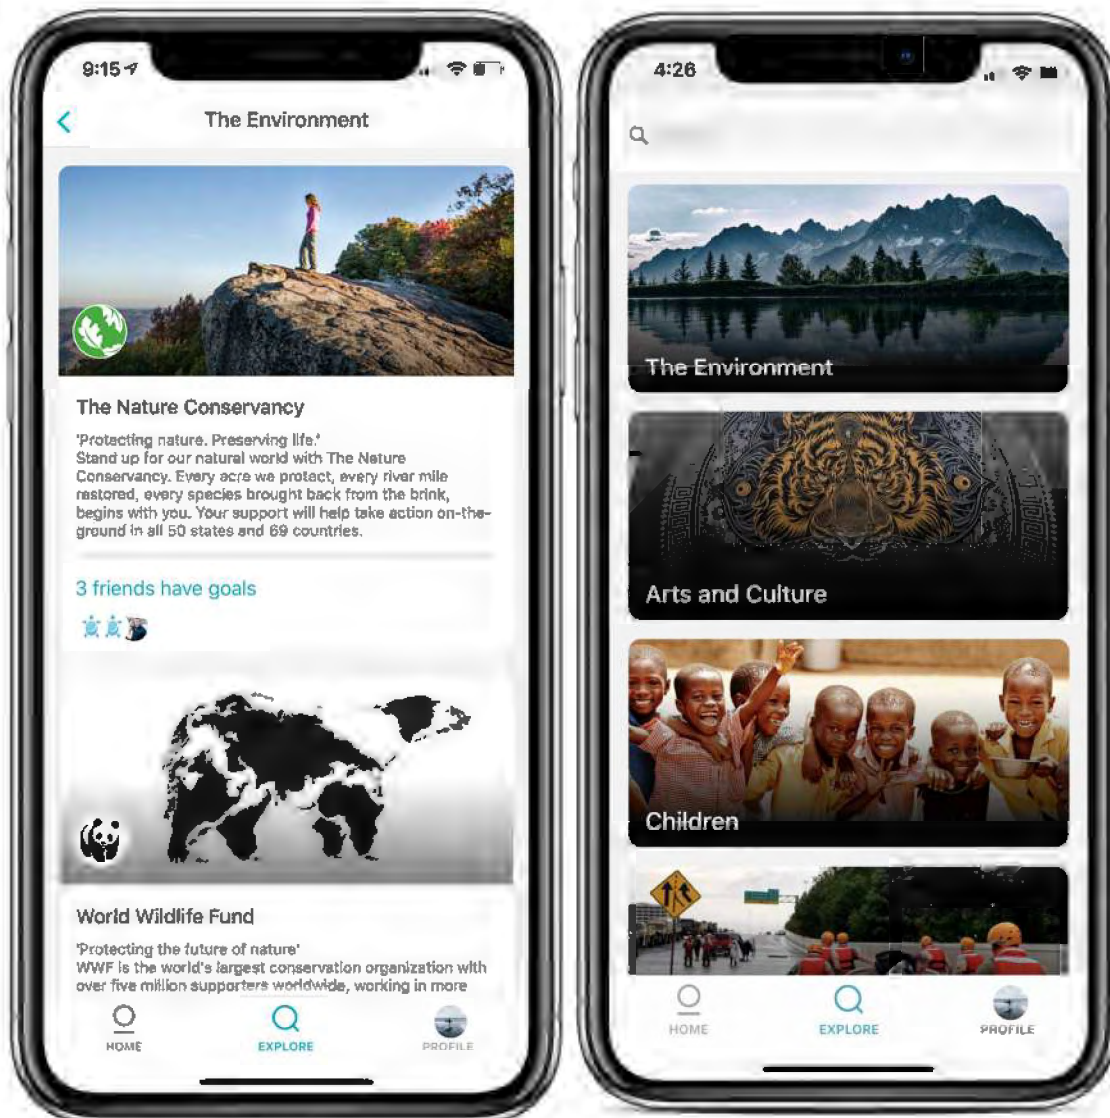 9:15
The Environment
The Nature Conservancy
'Protecting nature. Preserving life.'
Stand up for our natural world with The Nature
Conservancy. Every acre we protect, every river mile
restored, every species brought back from the brink,
begins with you. Your support will help take action on-the-
ground in all 50 states and 69 countries.
3 friends have goals
World Wildlife Fund
'Protecting the future of nature'
WWF is the world's largest conservation organization with
over five million supporters worldwide, working in more
HOME
EXPLORE
PROFILE
4:26
The Environment
Arts and Culture
Children
HOME
EXPLORE
PROFILE